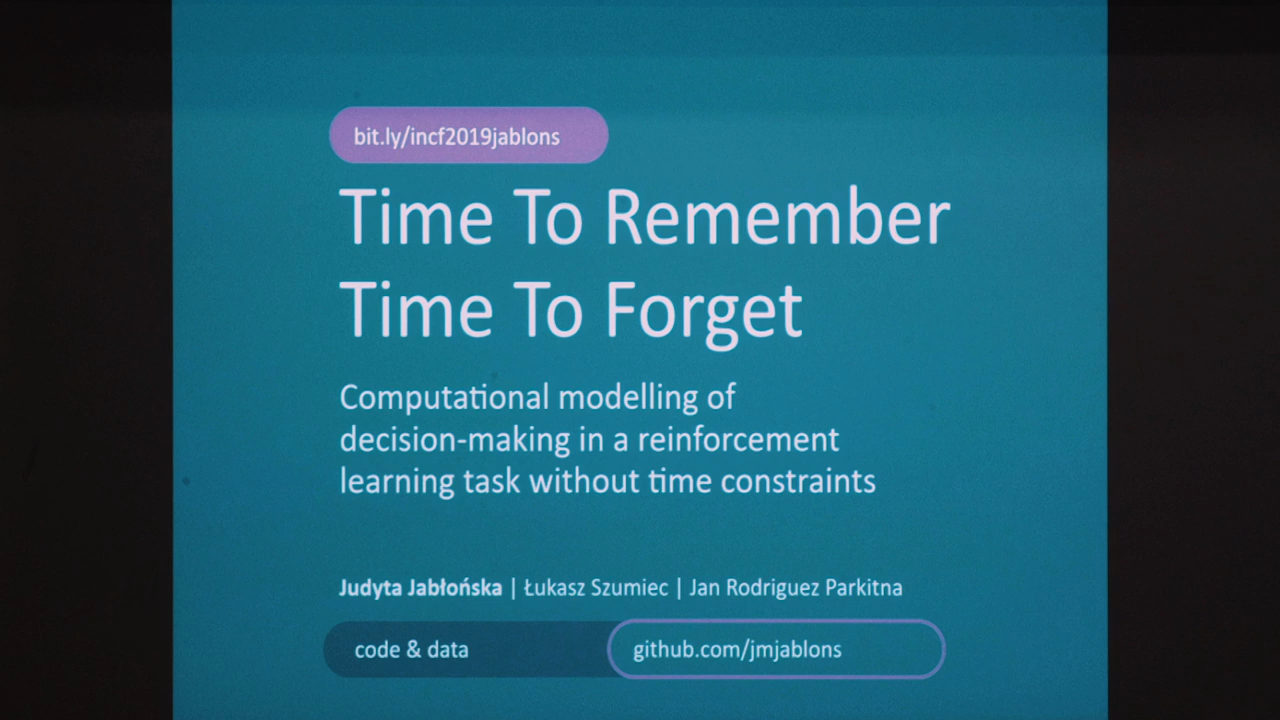 bit.ly/incf2019jablons
Time To Remember
Time To Forget
Computational modelling of
decision-making in a reinforcement
learning task without time constraints
Judyta Jabłońska | Łukasz Szumiec | Jan Rodriguez Parkitna
code & data github.com/jmjablons